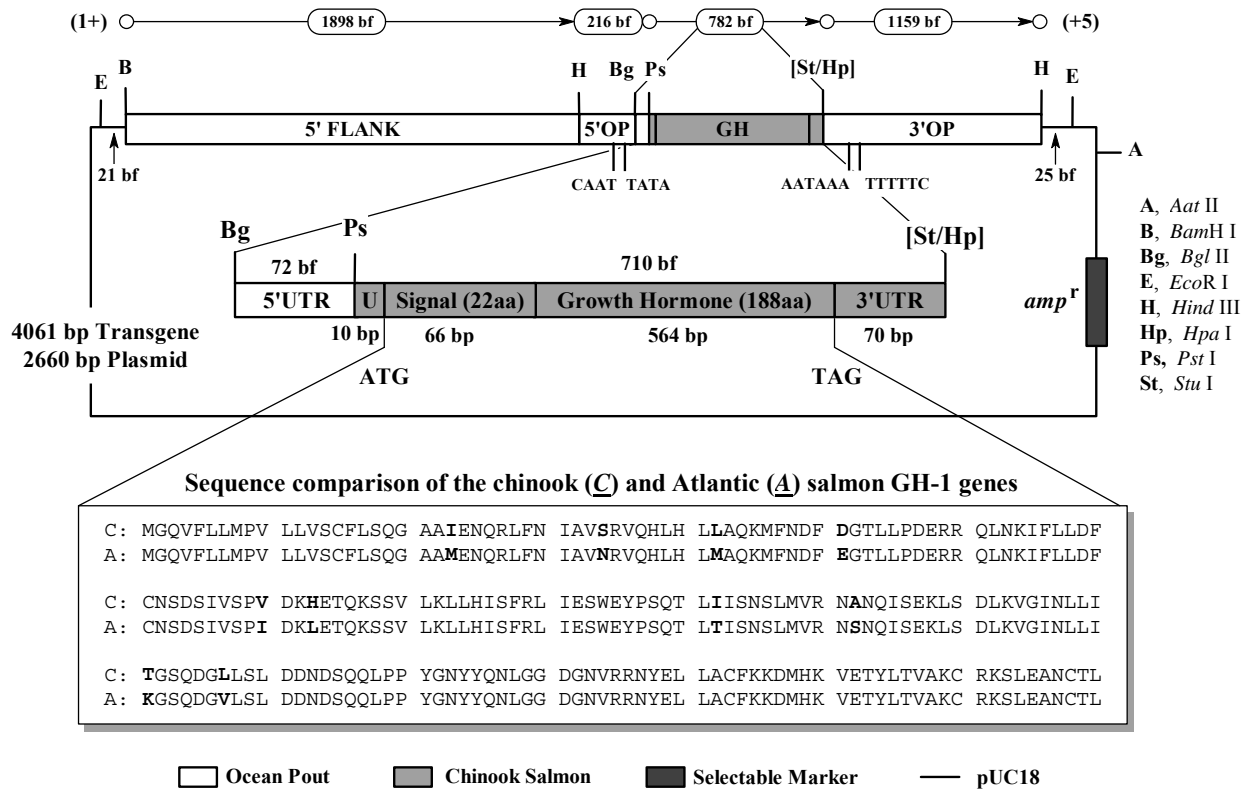 (1+) 1898 bf 216 bf 782 bf 1159 bf (+5)
E B H Bg Ps [St/Hp] H E
5' FLANK 5'OP GH 3'OP
21 bf CAAT TATA AATAAA TTTTTC 25 bf A
Bg Ps [St/Hp]
72 bf 710 bf
5'UTR U Signal (22aa) Growth Hormone (188aa) 3'UTR
10 bp 66 bp 564 bp 70 bp
4061 bp Transgene
2660 bp Plasmid
ATG TAG
amp r
A, Aat II
B, BamH I
Bg, Bgl II
E, EcoR I
H, Hind III
Hp, Hpa I
Ps, Pst I
St, Stu I
Sequence comparison of the chinook (C) and Atlantic (A) salmon GH-1 genes
C: MGQVFLLMPV LLVSCFLSQG AAIENQRLFN IAVSRVQHLH LLAQKMFNDF DGTLLPDERR QLNKIFLLDF
A: MGQVFLLMPV LLVSCFLSQG AAMENQRLFN IAVNRVQHLH LMAQKMFNDF EGTLLPDERR QLNKIFLLDF
C: CNSDSIVSPV DKHETQKSSV LKLLHISFRL IESWEYPSQT LIISNSLMVR NANQISEKLS DLKVGINLLI
A: CNSDSIVSPI DKLETQKSSV LKLLHISFRL IESWEYPSQT LTISNSLMVR NSNQISEKLS DLKVGINLLI
C: TGSQDGLLSL DDNDSQQLPP YGNYYQNLGG DGNVRRNYEL LACFKKDMHK VETYLTVAKC RKSLEANCTL
A: KGSQDGVLSL DDNDSQQLPP YGNYYQNLGG DGNVRRNYEL LACFKKDMHK VETYLTVAKC RKSLEANCTL
Ocean Pout Chinook Salmon Selectable Marker pUC18